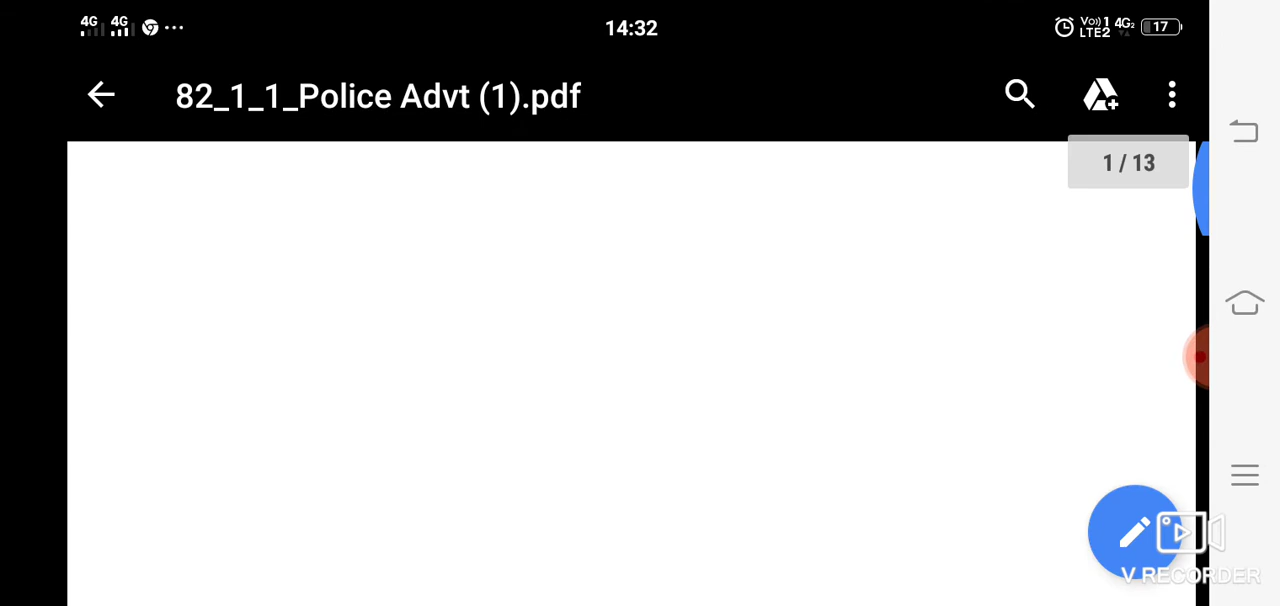 4G 4G 14:32 Vo)) 1 4G2 17
LTE2
82_1_1_Police Advt (1).pdf
1 / 13
V RECORDER